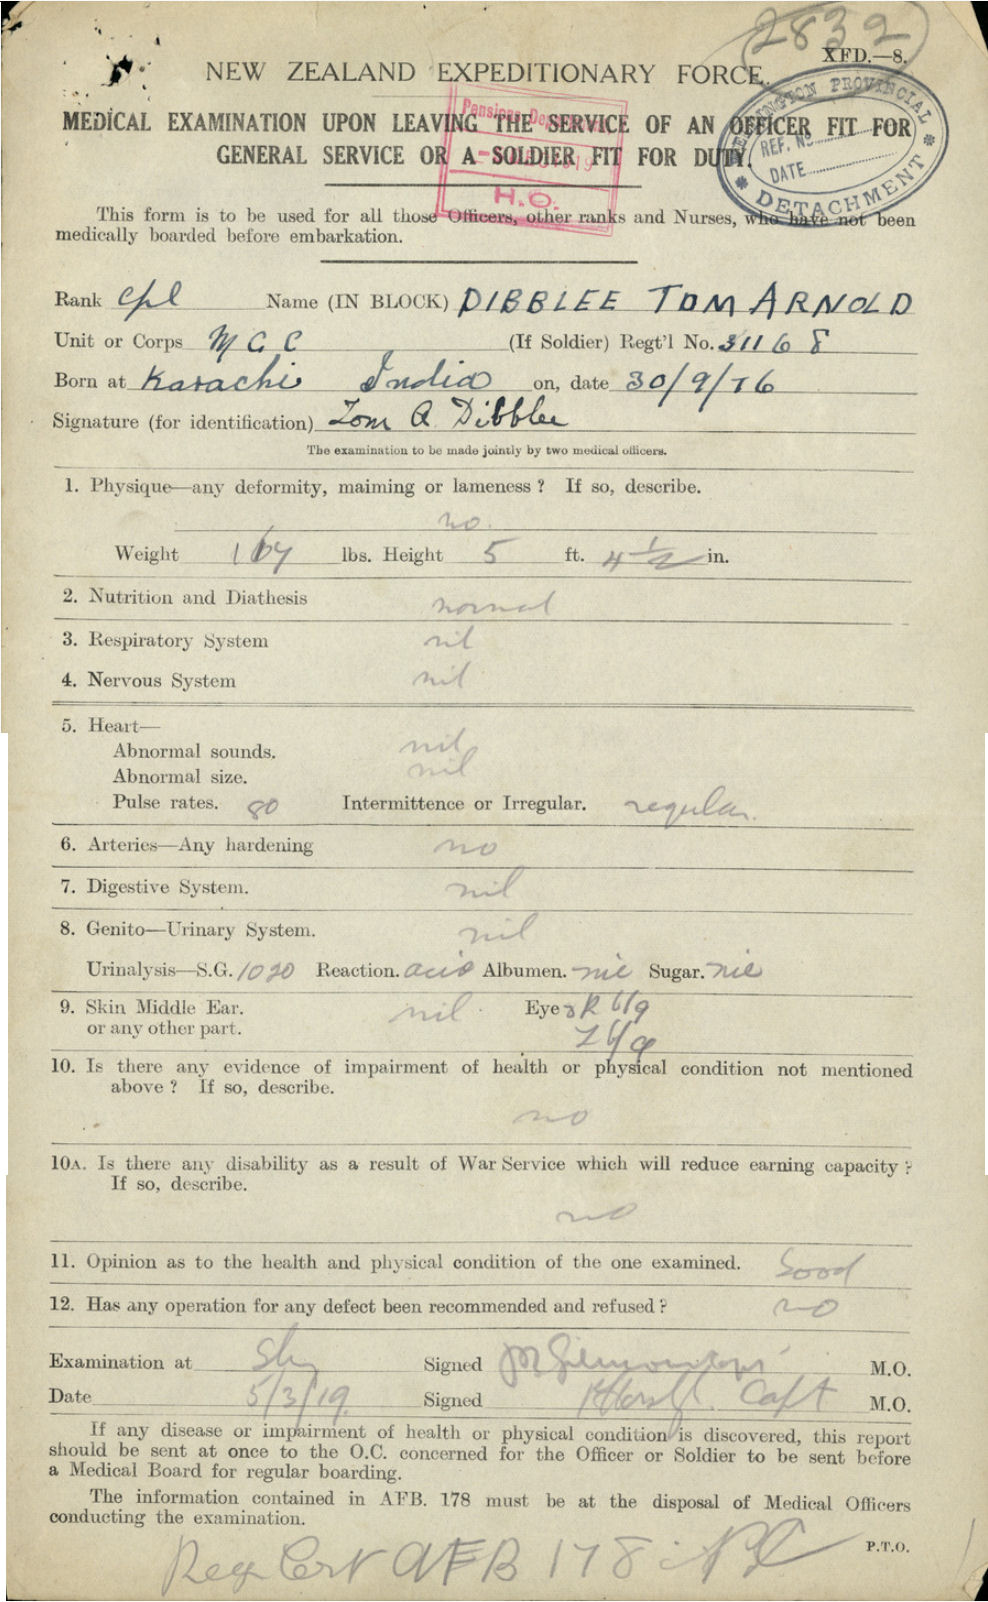 2832
XFD.—8.
NEW ZEALAND EXPEDITIONARY FORCE.
MEDICAL EXAMINATION UPON LEAVING THE SERVICE OF AN OFFICER FIT FOR
GENERAL SERVICE OR A SOLDIER FIT FOR DUTY.
Pensions Department
H.O.
WELLINGTON PROVINCIAL
REF. No
DATE
DETACHMENT
This form is to be used for all those Officers, other ranks and Nurses, who have not been
medically boarded before embarkation.
Rank Cpl Name (IN BLOCK) DIBBLEE TOM ARNOLD
Unit or Corps M G C (If Soldier) Regt'l No. 31168
Born at Karachi India on, date 30/9/76
Signature (for identification) Tom A. Dibblee
The examination to be made jointly by two medical officers.
1. Physique—any deformity, maiming or lameness? If so, describe.
no.
Weight lbs. Height 5 ft. 4 1/2 in.
2. Nutrition and Diathesis normal
3. Respiratory System nil
4. Nervous System nil
5. Heart—
Abnormal sounds. nil
Abnormal size. nil
Pulse rates. 80 Intermittence or Irregular. regular.
6. Arteries—Any hardening no
7. Digestive System. nil
8. Genito—Urinary System. nil
Urinalysis—S.G. 1020 Reaction. acid Albumen. nil Sugar. nil
9. Skin Middle Ear. nil. Eyes R 6/9
or any other part. L 6/9
10. Is there any evidence of impairment of health or physical condition not mentioned
above? If so, describe.
no
10A. Is there any disability as a result of War Service which will reduce earning capacity?
If so, describe.
no
11. Opinion as to the health and physical condition of the one examined. Good
12. Has any operation for any defect been recommended and refused? no
Examination at Signed M.O.
Date 5/3/19. Signed Capt M.O.
If any disease or impairment of health or physical condition is discovered, this report
should be sent at once to the O.C. concerned for the Officer or Soldier to be sent before
a Medical Board for regular boarding.
The information contained in AFB. 178 must be at the disposal of Medical Officers
conducting the examination.
P.T.O.
AFB 178